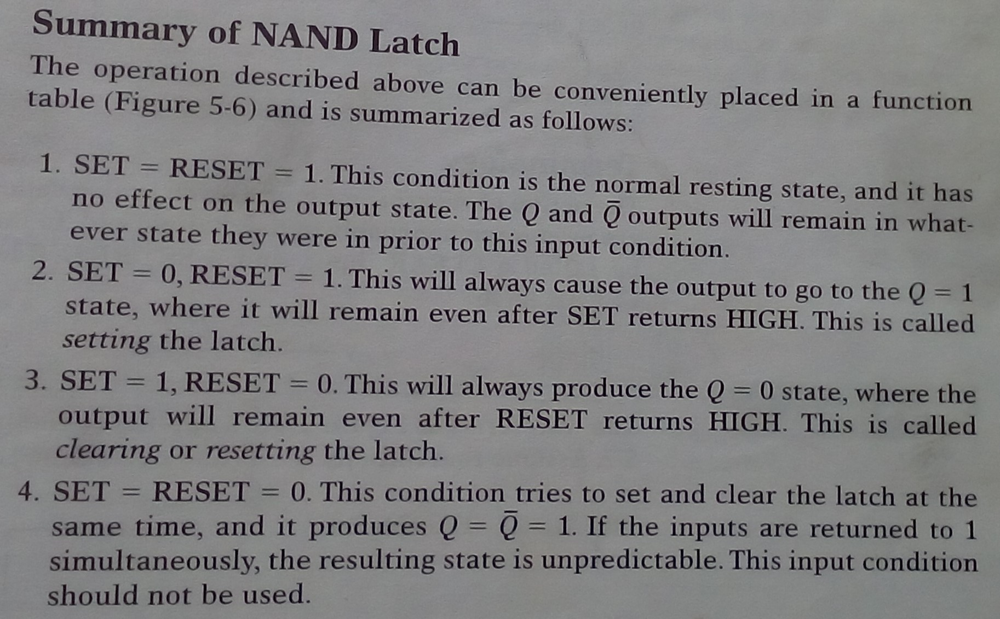 Summary of NAND Latch
The operation described above can be conveniently placed in a function
table (Figure 5-6) and is summarized as follows:
1. SET = RESET = 1. This condition is the normal resting state, and it has
no effect on the output state. The Q and Q̅ outputs will remain in what-
ever state they were in prior to this input condition.
2. SET = 0, RESET = 1. This will always cause the output to go to the Q = 1
state, where it will remain even after SET returns HIGH. This is called
setting the latch.
3. SET = 1, RESET = 0. This will always produce the Q = 0 state, where the
output will remain even after RESET returns HIGH. This is called
clearing or resetting the latch.
4. SET = RESET = 0. This condition tries to set and clear the latch at the
same time, and it produces Q = Q̅ = 1. If the inputs are returned to 1
simultaneously, the resulting state is unpredictable. This input condition
should not be used.